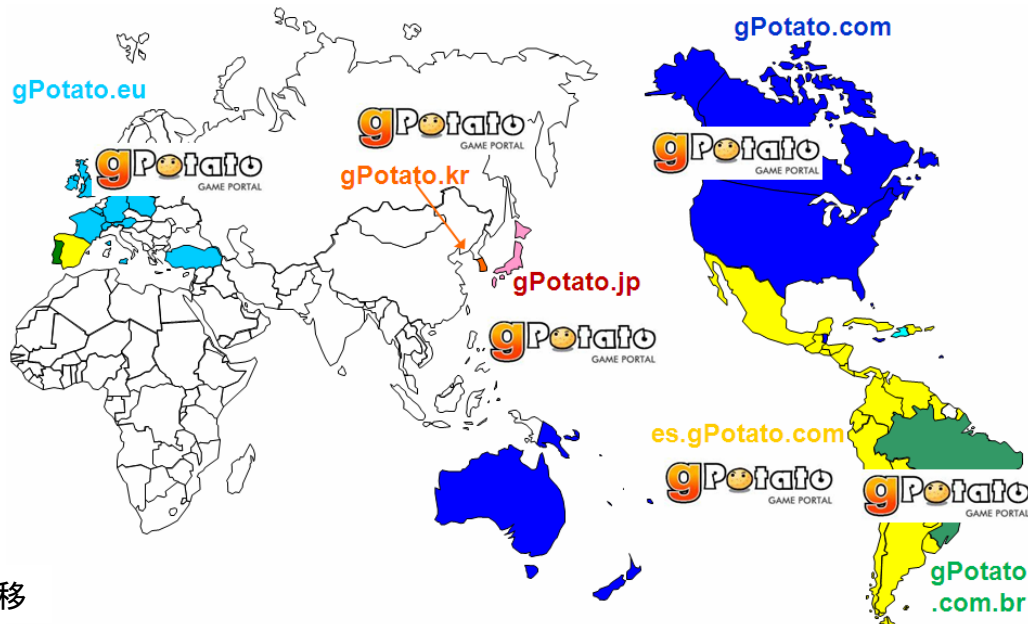 gPotato.com
gPotato.eu
gPotato
GAME PORTAL
gPotato
GAME PORTAL
gPotato
GAME PORTAL
gPotato.kr
gPotato.jp
gPotato
GAME PORTAL
es.gPotato.com
gPotato
GAME PORTAL
gPotato
GAME PORTAL
gPotato
.com.br
移